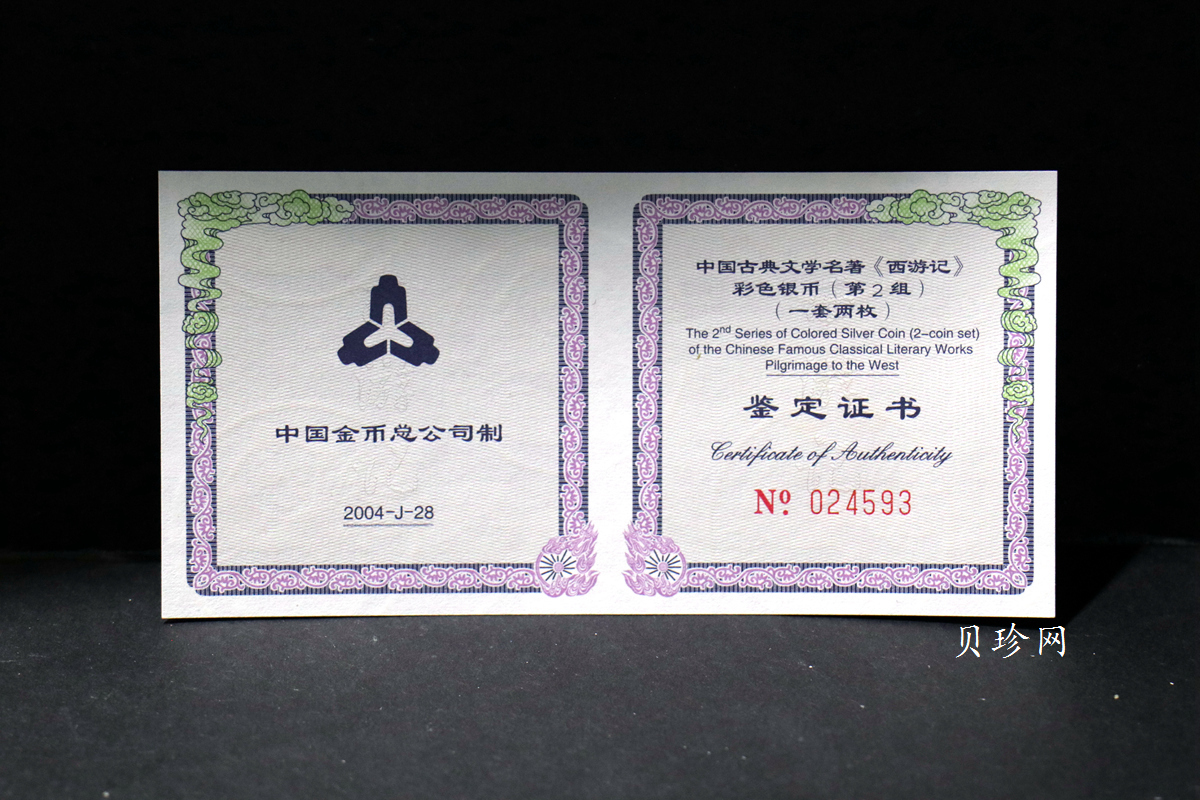 中国金币总公司制
2004-J-28
中国古典文学名著《西游记》
彩色银币（第2组）
（一套两枚）
The 2nd Series of Colored Silver Coin (2-coin set)
of the Chinese Famous Classical Literary Works
Pilgrimage to the West
鉴定证书
Certificate of Authenticity
Nº 024593
贝珍网